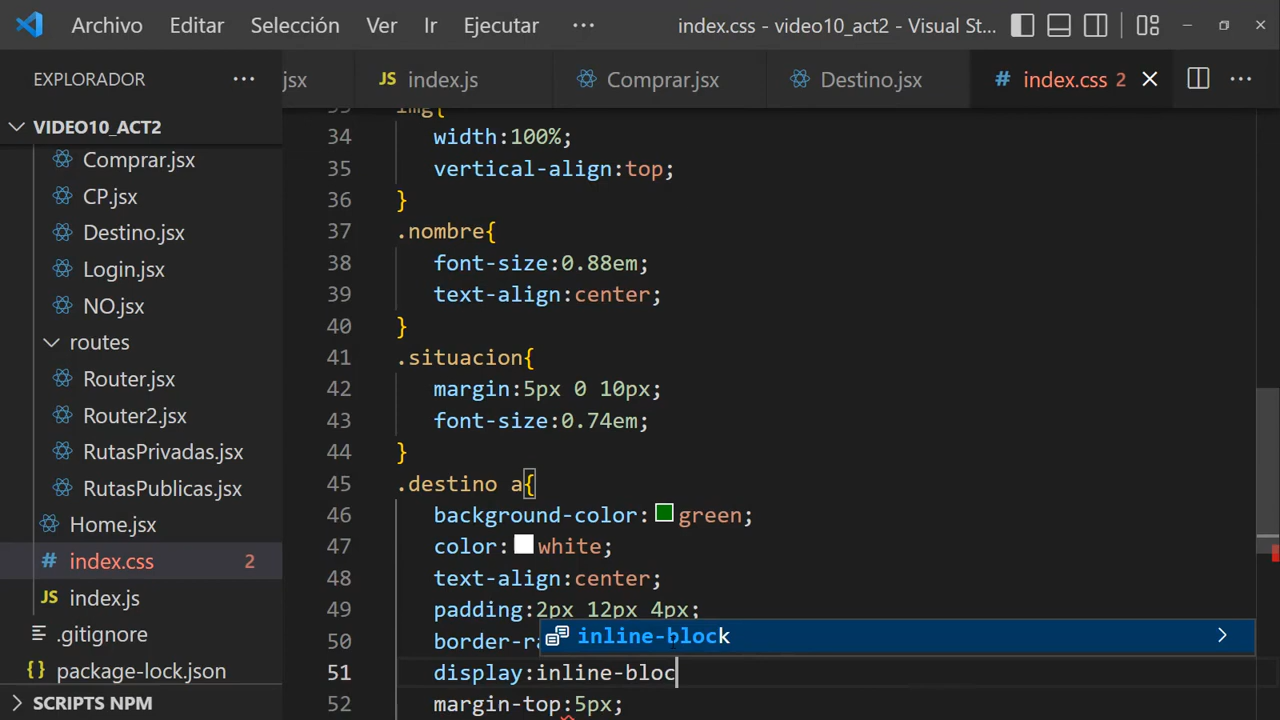 Archivo Editar Selección Ver Ir Ejecutar ··· index.css - video10_act2 - Visual St...
EXPLORADOR ···
jsx JS index.js Comprar.jsx Destino.jsx # index.css 2
VIDEO10_ACT2
Comprar.jsx
CP.jsx
Destino.jsx
Login.jsx
NO.jsx
routes
Router.jsx
Router2.jsx
RutasPrivadas.jsx
RutasPublicas.jsx
Home.jsx
# index.css 2
JS index.js
.gitignore
{} package-lock.json
SCRIPTS NPM
33 img{
34 width:100%;
35 vertical-align:top;
36 }
37 .nombre{
38 font-size:0.88em;
39 text-align:center;
40 }
41 .situacion{
42 margin:5px 0 10px;
43 font-size:0.74em;
44 }
45 .destino a{
46 background-color:green;
47 color:white;
48 text-align:center;
49 padding:2px 12px 4px;
50 border-ra
inline-block
51 display:inline-bloc
52 margin-top:5px;